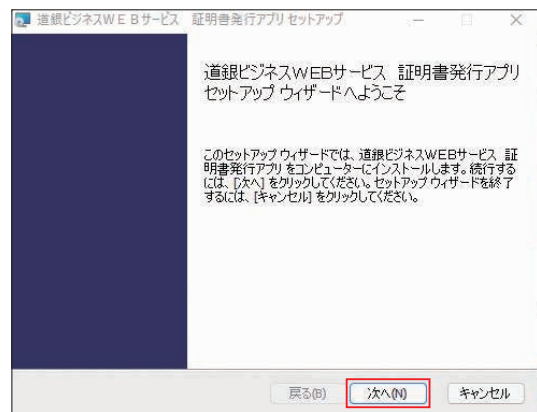 道銀ビジネスＷＥＢサービス　証明書発行アプリ セットアップ
道銀ビジネスＷＥＢサービス　証明書発行アプリ
セットアップ ウィザードへようこそ
このセットアップ ウィザードでは、道銀ビジネスＷＥＢサービス　証
明書発行アプリ をコンピューターにインストールします。続行する
には、[次へ] をクリックしてください。セットアップ ウィザードを終了
するには、[キャンセル] をクリックしてください。
戻る(B)
次へ(N)
キャンセル